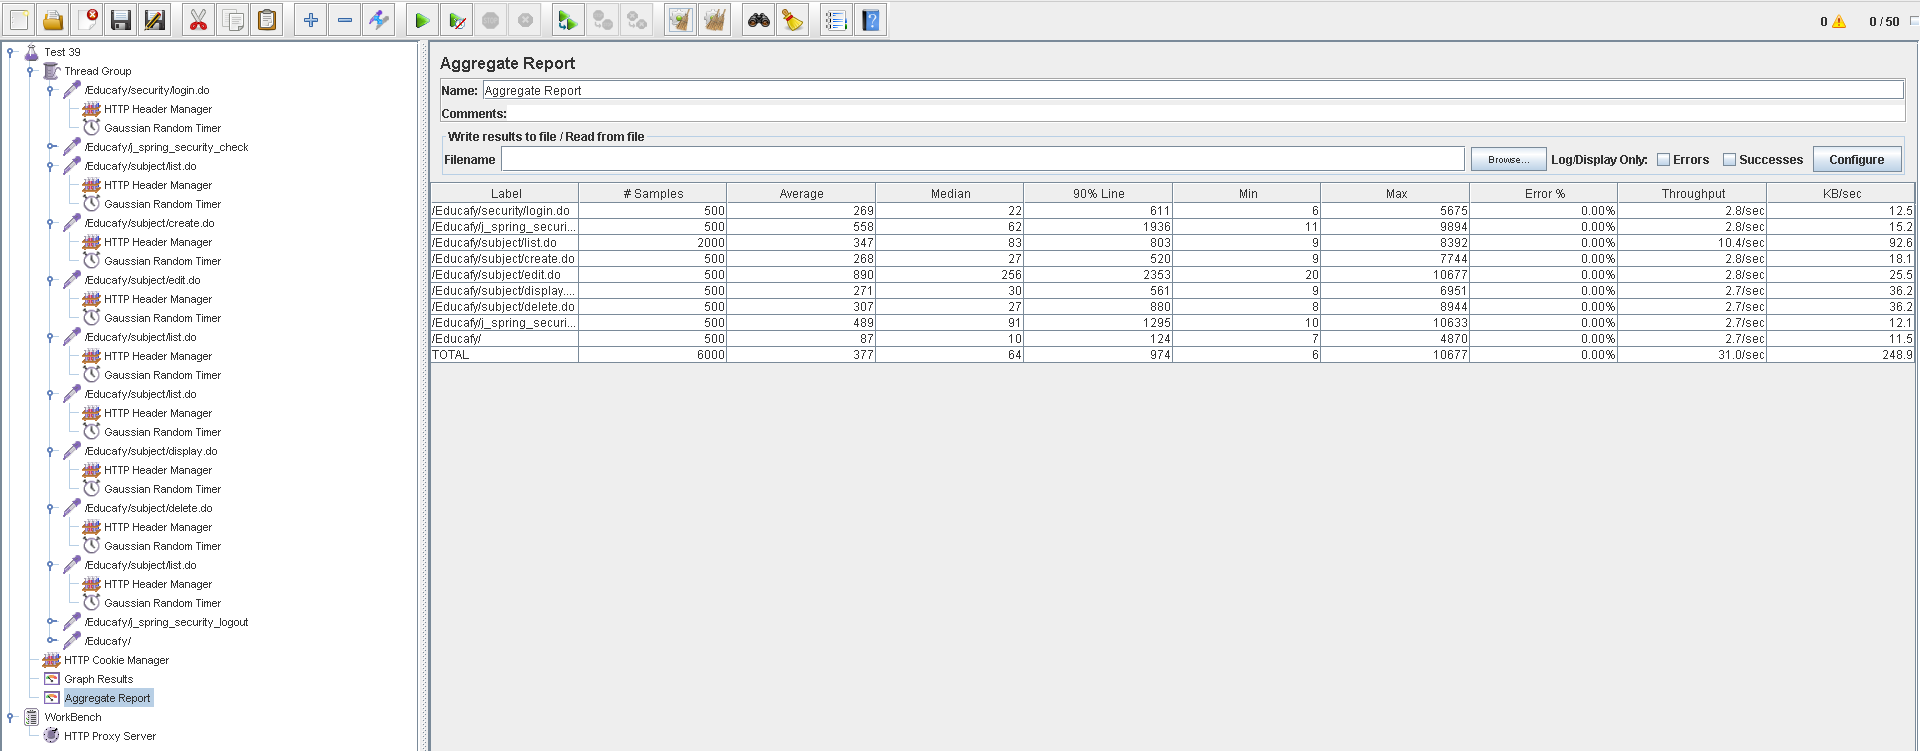 0 0 / 50
Test 39
Thread Group
/Educafy/security/login.do
HTTP Header Manager
Gaussian Random Timer
/Educafy/j_spring_security_check
/Educafy/subject/list.do
HTTP Header Manager
Gaussian Random Timer
/Educafy/subject/create.do
HTTP Header Manager
Gaussian Random Timer
/Educafy/subject/edit.do
HTTP Header Manager
Gaussian Random Timer
/Educafy/subject/list.do
HTTP Header Manager
Gaussian Random Timer
/Educafy/subject/list.do
HTTP Header Manager
Gaussian Random Timer
/Educafy/subject/display.do
HTTP Header Manager
Gaussian Random Timer
/Educafy/subject/delete.do
HTTP Header Manager
Gaussian Random Timer
/Educafy/subject/list.do
HTTP Header Manager
Gaussian Random Timer
/Educafy/j_spring_security_logout
/Educafy/
HTTP Cookie Manager
Graph Results
Aggregate Report
WorkBench
HTTP Proxy Server
Aggregate Report
Name: Aggregate Report
Comments:
Write results to file / Read from file
Filename Browse... Log/Display Only: Errors Successes Configure
Label # Samples Average Median 90% Line Min Max Error % Throughput KB/sec
/Educafy/security/login.do 500 269 22 611 6 5675 0.00% 2.8/sec 12.5
/Educafy/j_spring_securi... 500 558 62 1936 11 9894 0.00% 2.8/sec 15.2
/Educafy/subject/list.do 2000 347 83 803 9 8392 0.00% 10.4/sec 92.6
/Educafy/subject/create.do 500 268 27 520 9 7744 0.00% 2.8/sec 18.1
/Educafy/subject/edit.do 500 890 256 2353 20 10677 0.00% 2.8/sec 25.5
/Educafy/subject/display.... 500 271 30 561 9 6951 0.00% 2.7/sec 36.2
/Educafy/subject/delete.do 500 307 27 880 8 8944 0.00% 2.7/sec 36.2
/Educafy/j_spring_securi... 500 489 91 1295 10 10633 0.00% 2.7/sec 12.1
/Educafy/ 500 87 10 124 7 4870 0.00% 2.7/sec 11.5
TOTAL 6000 377 64 974 6 10677 0.00% 31.0/sec 248.9